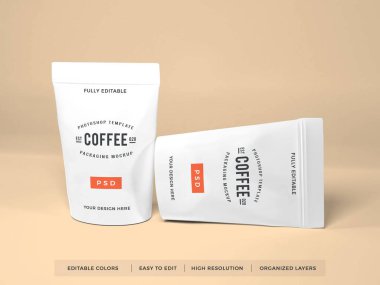 FULLY EDITABLE
PHOTOSHOP TEMPLATE
EST COFFEE 020
PACKAGING MOCKUP
PSD
YOUR DESIGN HERE
FULLY EDITABLE
PHOTOSHOP TEMPLATE
EST COFFEE 020
PACKAGING MOCKUP
PSD
YOUR DESIGN HERE
EDITABLE COLORS | EASY TO EDIT | HIGH RESOLUTION | ORGANIZED LAYERS